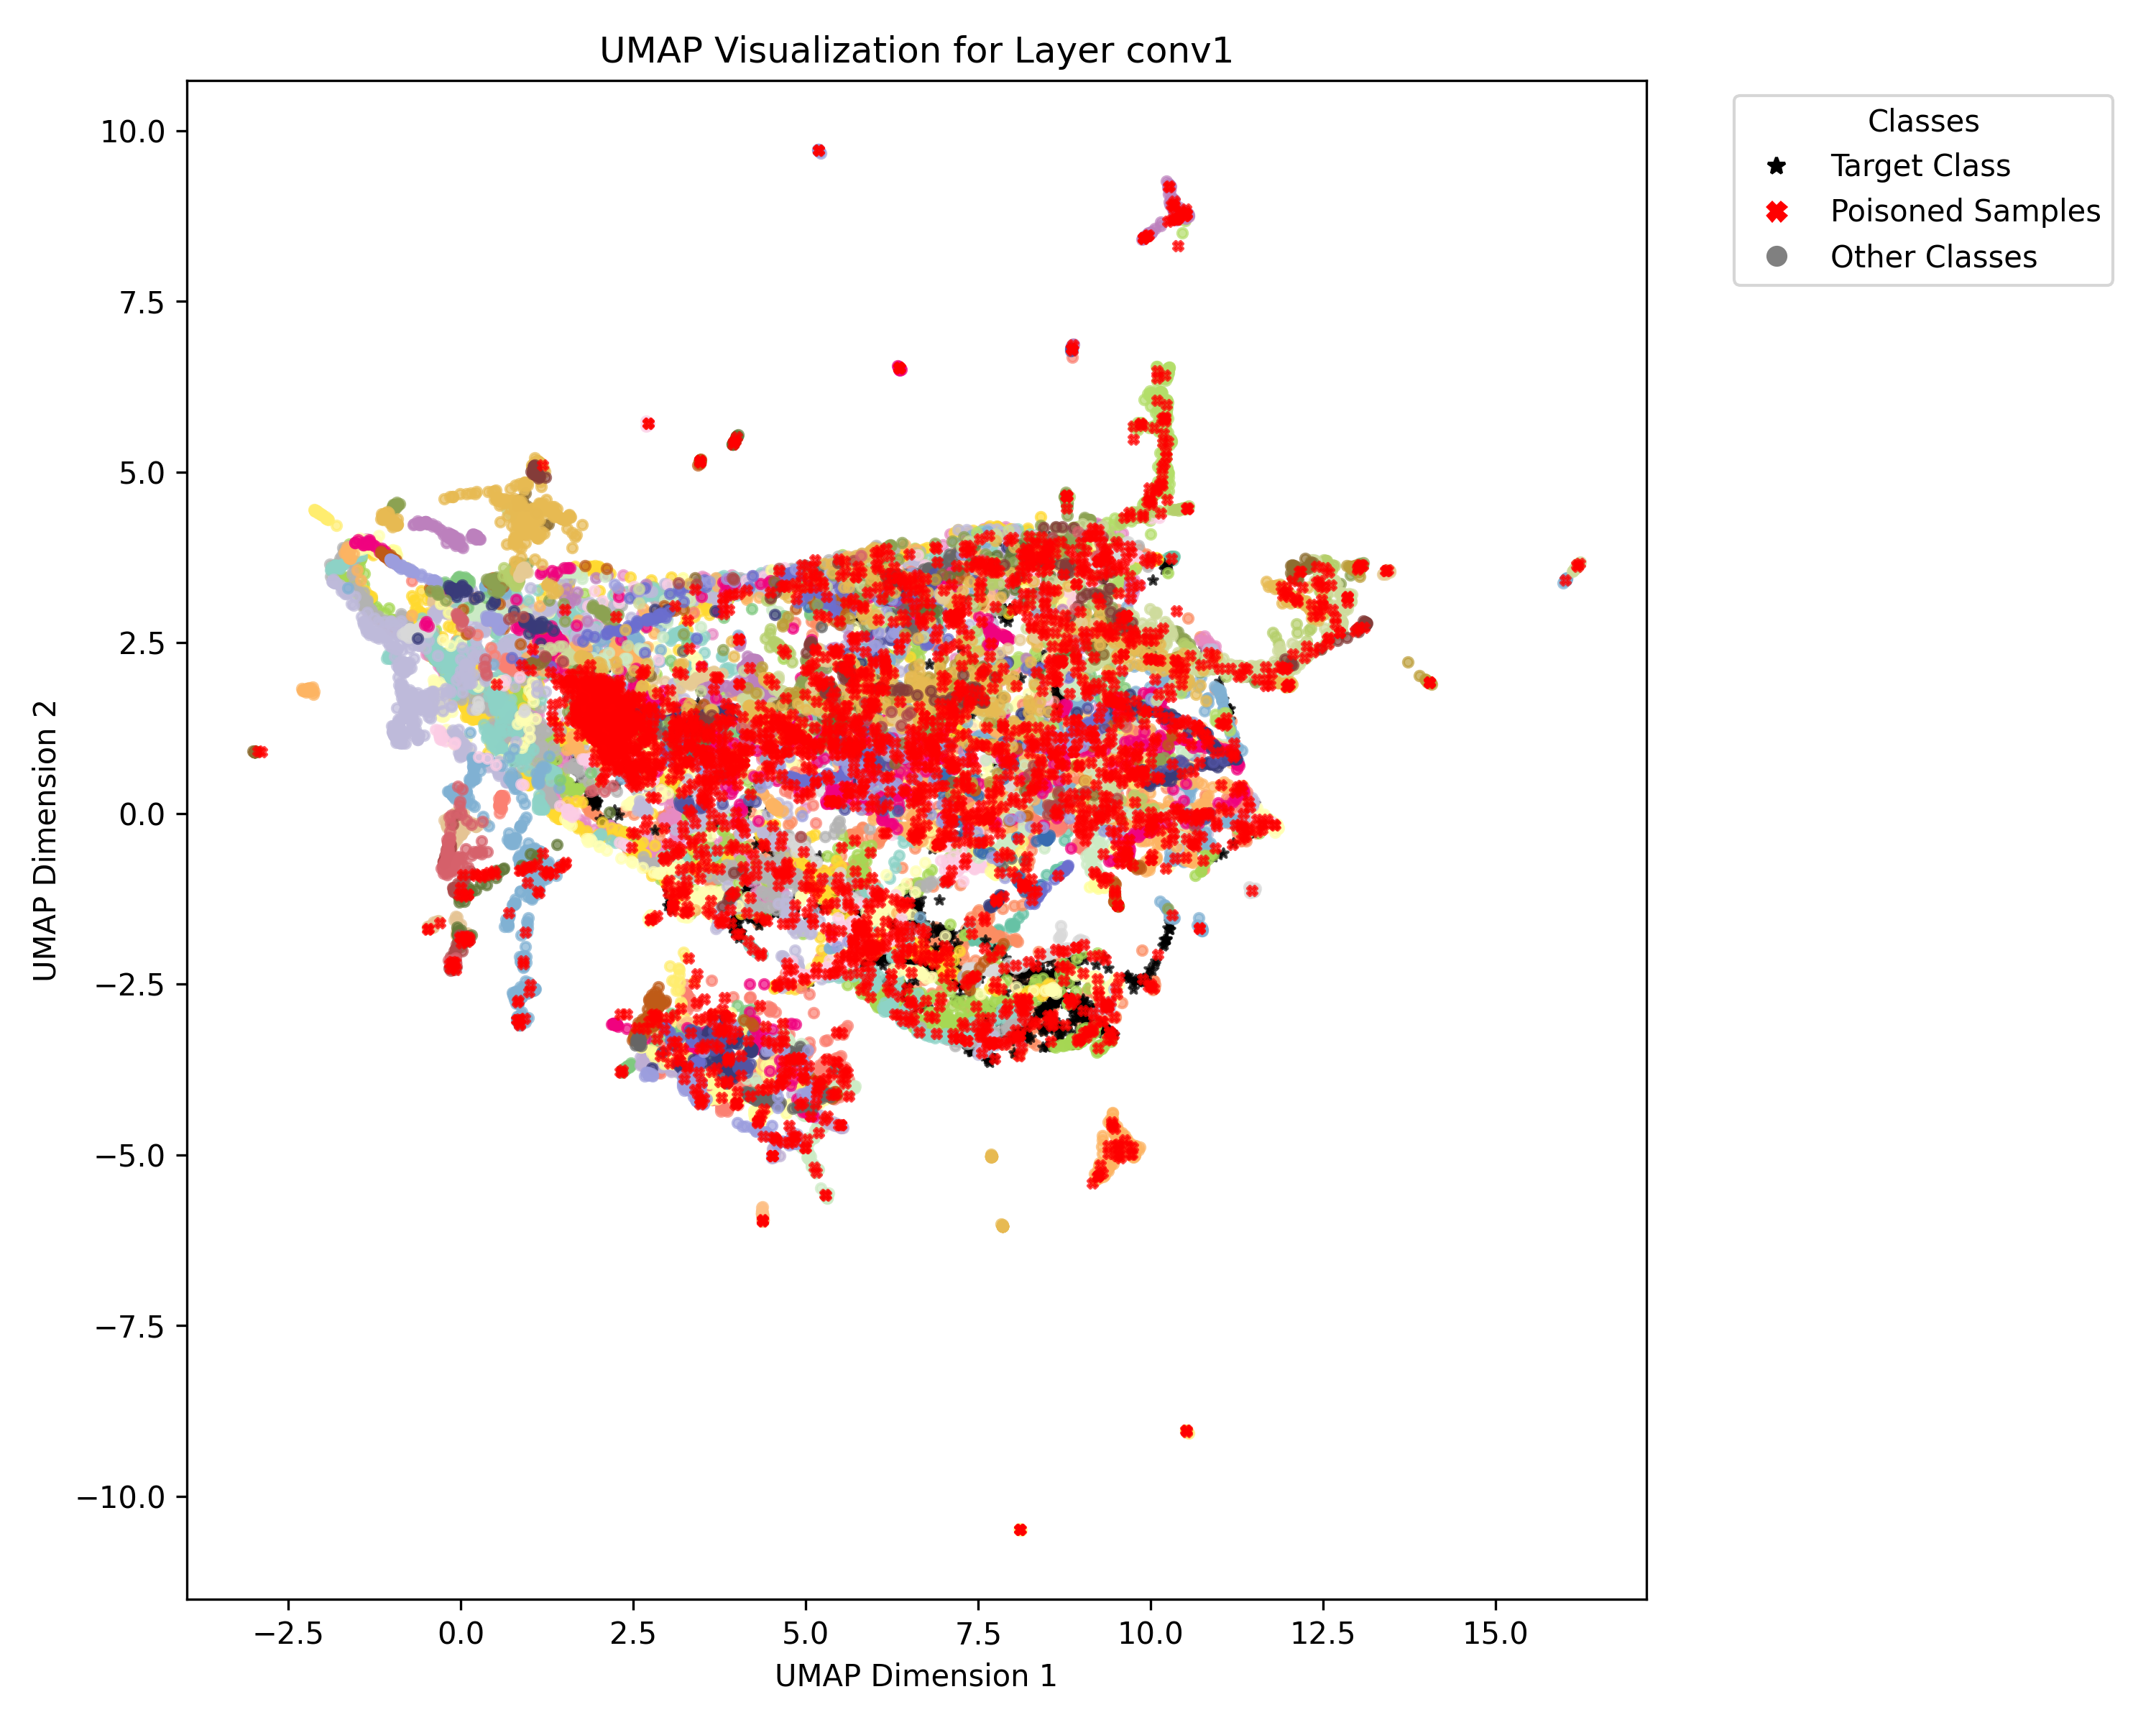 UMAP Visualization for Layer conv1
Classes
Target Class
Poisoned Samples
Other Classes
10.0
7.5
5.0
2.5
0.0
−2.5
−5.0
−7.5
−10.0
UMAP Dimension 2
−2.5
0.0
2.5
5.0
7.5
10.0
12.5
15.0
UMAP Dimension 1